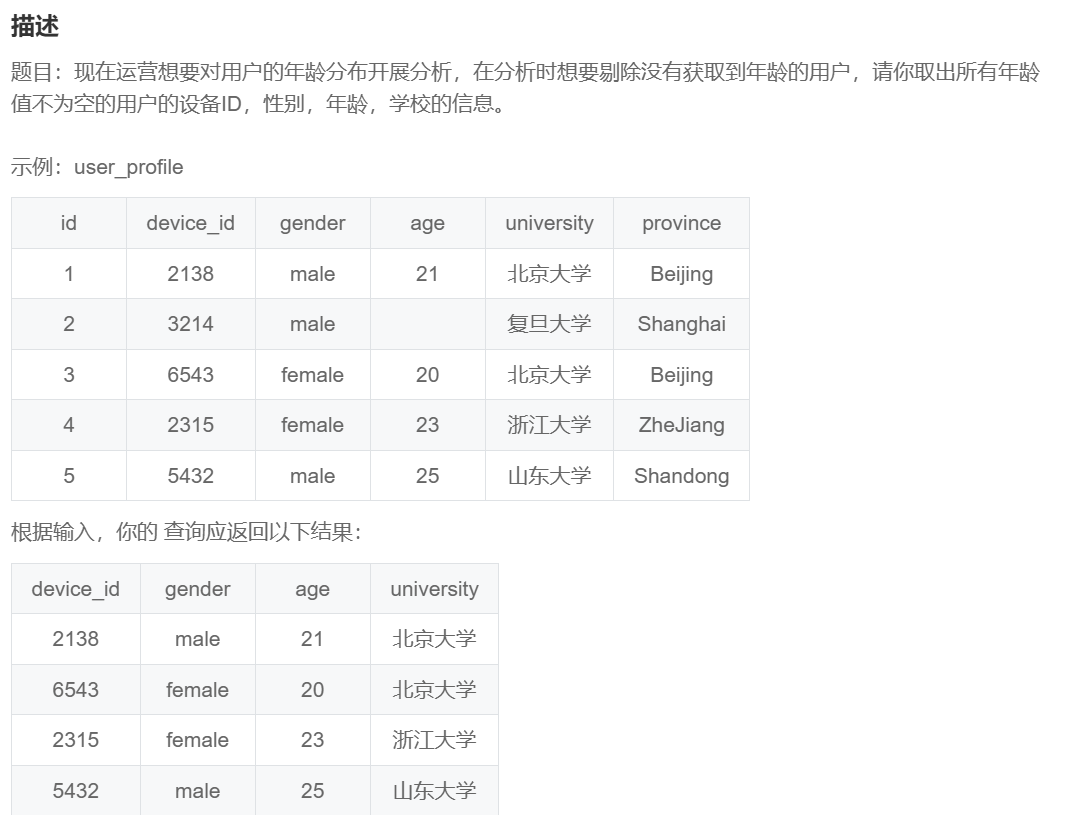 描述
题目：现在运营想要对用户的年龄分布开展分析，在分析时想要剔除没有获取到年龄的用户，请你取出所有年龄
值不为空的用户的设备ID，性别，年龄，学校的信息。
示例：user_profile
id device_id gender age university province
1 2138 male 21 北京大学 Beijing
2 3214 male 复旦大学 Shanghai
3 6543 female 20 北京大学 Beijing
4 2315 female 23 浙江大学 ZheJiang
5 5432 male 25 山东大学 Shandong
根据输入，你的 查询应返回以下结果：
device_id gender age university
2138 male 21 北京大学
6543 female 20 北京大学
2315 female 23 浙江大学
5432 male 25 山东大学